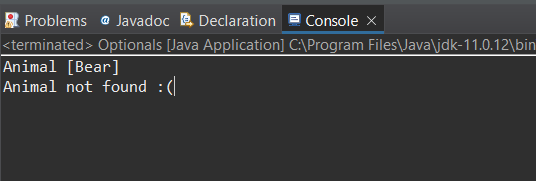 Problems @ Javadoc Declaration Console
<terminated> Optionals [Java Application] C:\Program Files\Java\jdk-11.0.12\bin
Animal [Bear]
Animal not found :(